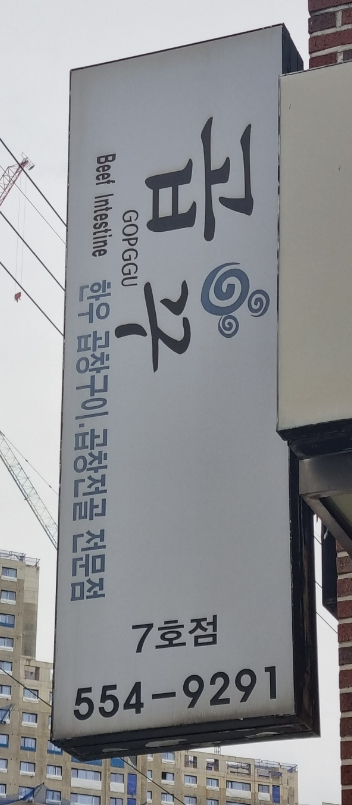 곱꾸
GOPGGU
Beef Intestine
한우 곱창구이.곱창전골 전문점
7호점
554-9291